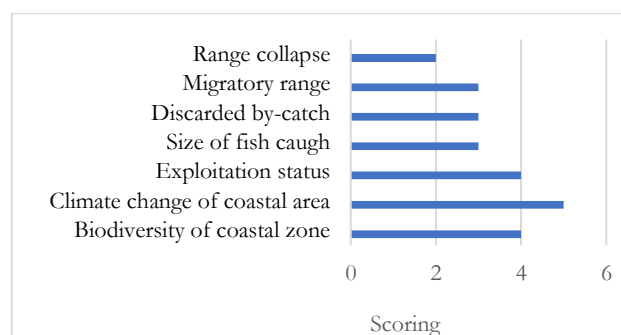 Range collapse
Migratory range
Discarded by-catch
Size of fish caugh
Exploitation status
Climate change of coastal area
Biodiversity of coastal zone
0 2 4 6
Scoring